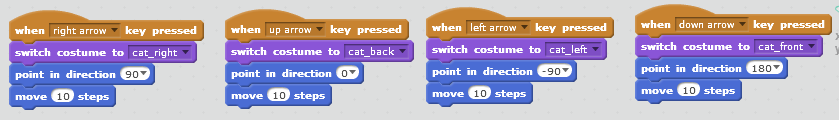 when right arrow key pressed
switch costume to cat_right
point in direction 90
move 10 steps
when up arrow key pressed
switch costume to cat_back
point in direction 0
move 10 steps
when left arrow key pressed
switch costume to cat_left
point in direction -90
move 10 steps
when down arrow key pressed
switch costume to cat_front
point in direction 180
move 10 steps